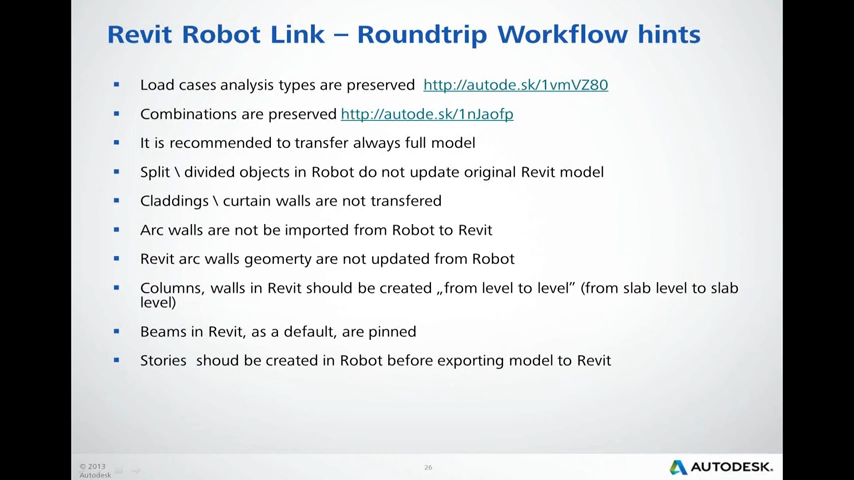 Revit Robot Link – Roundtrip Workflow hints
Load cases analysis types are preserved http://autode.sk/1vmVZ80
Combinations are preserved http://autode.sk/1nJaofp
It is recommended to transfer always full model
Split \ divided objects in Robot do not update original Revit model
Claddings \ curtain walls are not transfered
Arc walls are not be imported from Robot to Revit
Revit arc walls geomerty are not updated from Robot
Columns, walls in Revit should be created „from level to level” (from slab level to slab
level)
Beams in Revit, as a default, are pinned
Stories shoud be created in Robot before exporting model to Revit
© 2013
Autodesk
26
AUTODESK.